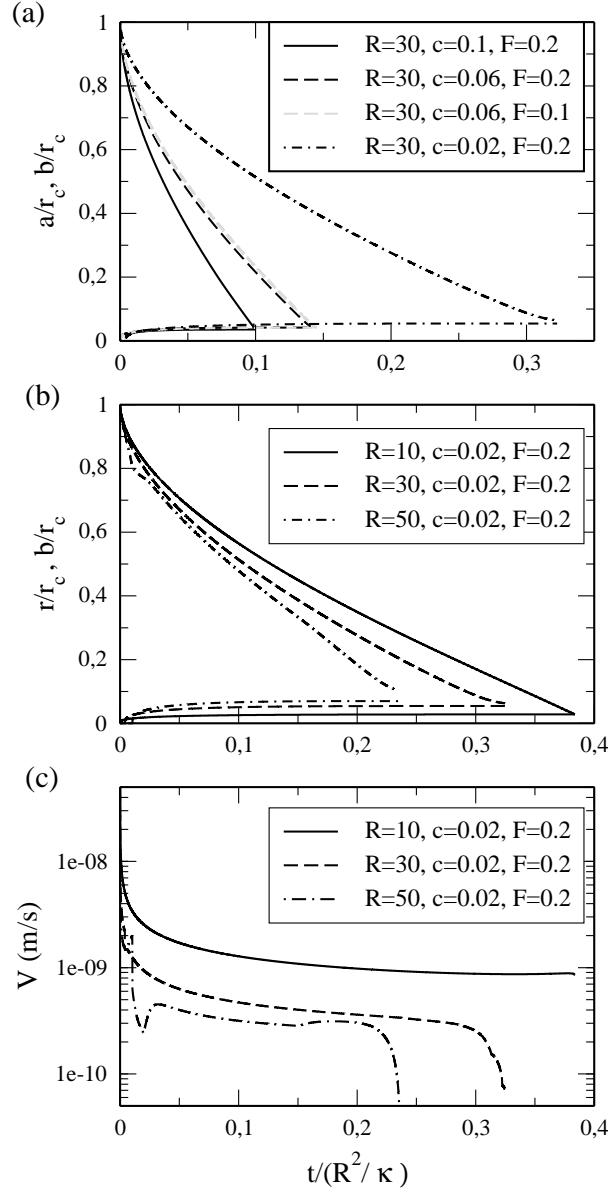 (a)
1
0,8
0,6
0,4
0,2
0
a/r_c, b/r_c
R=30, c=0.1, F=0.2
R=30, c=0.06, F=0.2
R=30, c=0.06, F=0.1
R=30, c=0.02, F=0.2
0 0,1 0,2 0,3
(b)
1
0,8
0,6
0,4
0,2
0
r/r_c, b/r_c
R=10, c=0.02, F=0.2
R=30, c=0.02, F=0.2
R=50, c=0.02, F=0.2
0 0,1 0,2 0,3 0,4
(c)
1e-08
1e-09
1e-10
V (m/s)
R=10, c=0.02, F=0.2
R=30, c=0.02, F=0.2
R=50, c=0.02, F=0.2
0 0,1 0,2 0,3 0,4
t/(R²/ κ)